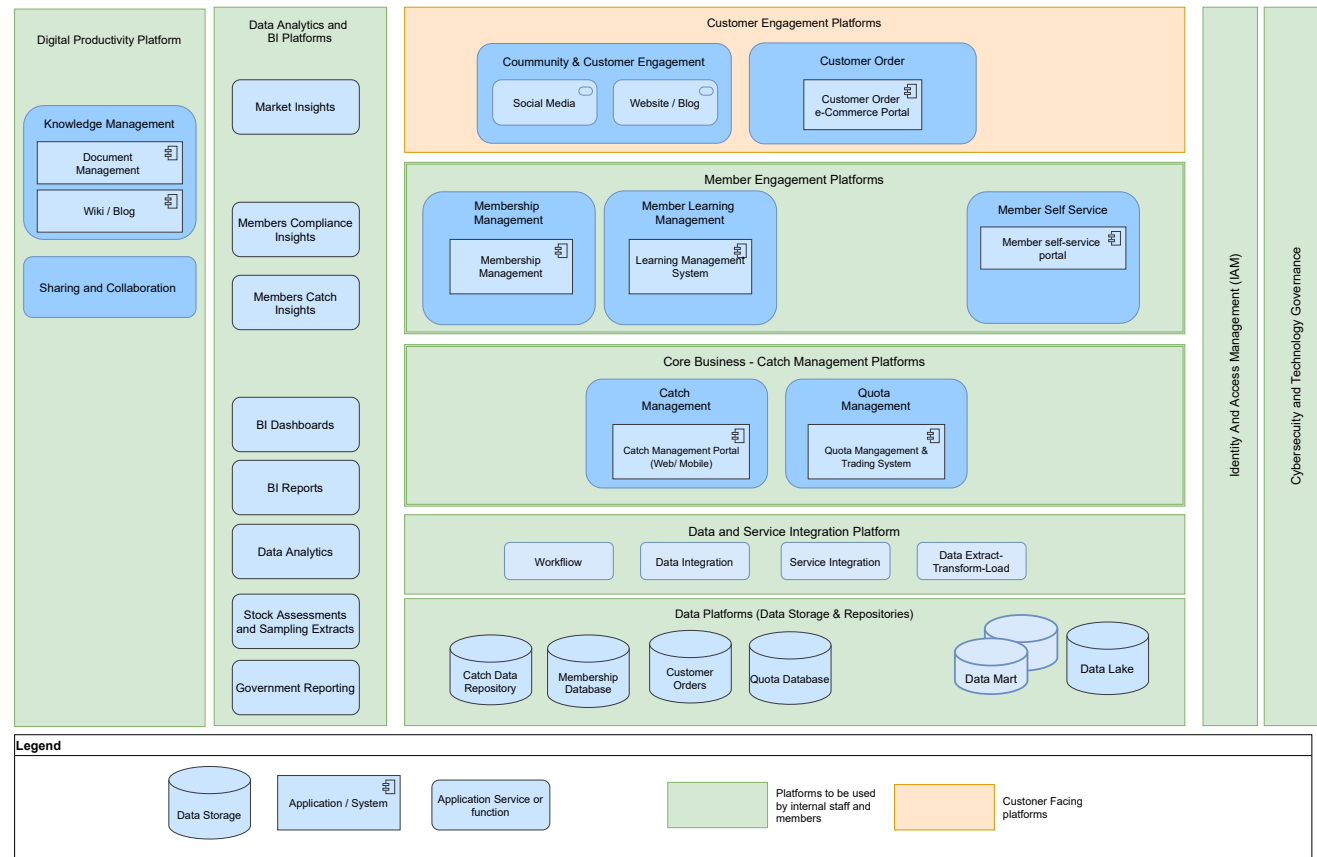 Digital Productivity Platform
Knowledge Management
Document
Management
Wiki / Blog
Sharing and Collaboration
Data Analytics and
BI Platforms
Market Insights
Members Compliance
Insights
Members Catch
Insights
BI Dashboards
BI Reports
Data Analytics
Stock Assessments
and Sampling Extracts
Government Reporting
Customer Engagement Platforms
Coummunity & Customer Engagement
Social Media
Website / Blog
Customer Order
Customer Order
e-Commerce Portal
Member Engagement Platforms
Membership
Management
Membership
Management
Member Learning
Management
Learning Management
System
Member Self Service
Member self-service
portal
Core Business - Catch Management Platforms
Catch
Management
Catch Management Portal
(Web/ Mobile)
Quota
Management
Quota Mangagement &
Trading System
Data and Service Integration Platform
Workfliow
Data Integration
Service Integration
Data Extract-
Transform-Load
Data Platforms (Data Storage & Repositories)
Catch Data
Repository
Membership
Database
Customer
Orders
Quota Database
Data Mart
Data Lake
Identity And Access Management (IAM)
Cybersecuity and Technology Governance
Legend
Data Storage
Application / System
Application Service or
function
Platforms to be used
by internal staff and
members
Custoner Facing
platforms